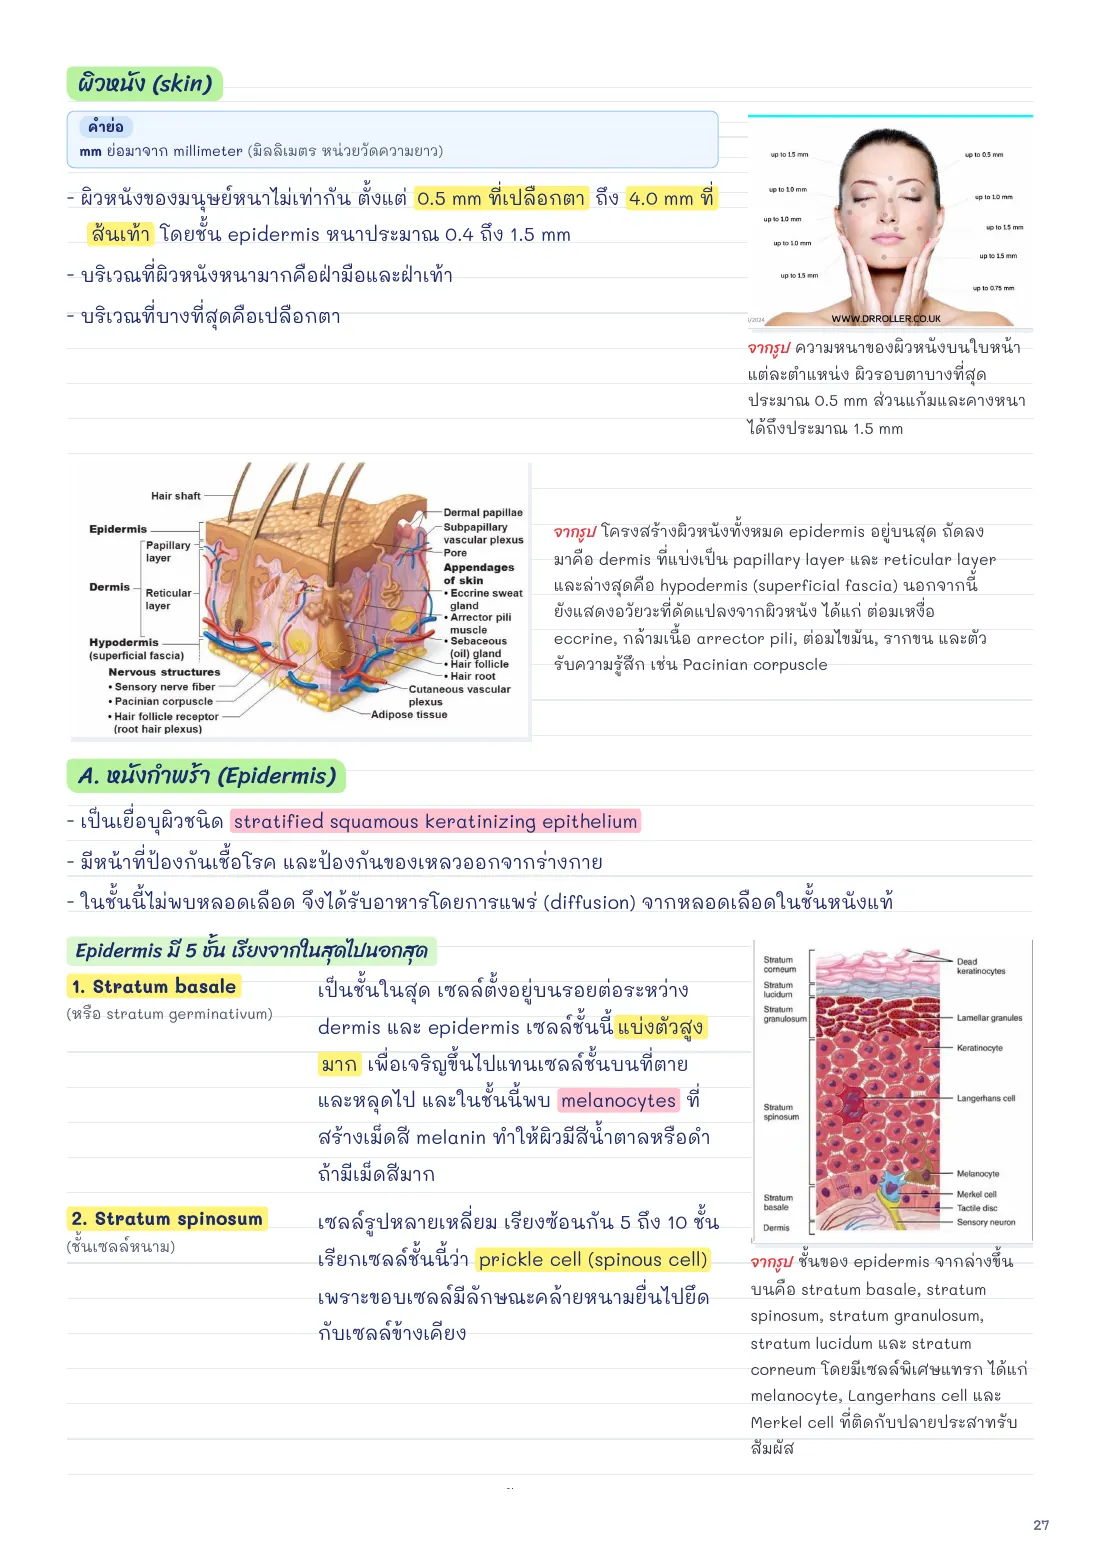 ผิวหนัง (skin)
คำย่อ
mm ย่อมาจาก millimeter (มิลลิเมตร หน่วยวัดความยาว)
- ผิวหนังของมนุษย์หนาไม่เท่ากัน ตั้งแต่ 0.5 mm ที่เปลือกตา ถึง 4.0 mm ที่
ส้นเท้า โดยชั้น epidermis หนาประมาณ 0.4 ถึง 1.5 mm
- บริเวณที่ผิวหนังหนามากคือฝ่ามือและฝ่าเท้า
- บริเวณที่บางที่สุดคือเปลือกตา
up to 1.5 mm
up to 0.5 mm
up to 1.0 mm
up to 1.0 mm
up to 1.0 mm
up to 1.5 mm
up to 1.0 mm
up to 1.5 mm
up to 1.5 mm
up to 0.75 mm
WWW.DRROLLER.CO.UK
จากรูป ความหนาของผิวหนังบนใบหน้า
แต่ละตำแหน่ง ผิวรอบตาบางที่สุด
ประมาณ 0.5 mm ส่วนแก้มและคางหนา
ได้ถึงประมาณ 1.5 mm
Hair shaft
Epidermis
Papillary
layer
Dermis
Reticular
layer
Hypodermis
(superficial fascia)
Nervous structures
• Sensory nerve fiber
• Pacinian corpuscle
• Hair follicle receptor
(root hair plexus)
Dermal papillae
Subpapillary
vascular plexus
Pore
Appendages
of skin
• Eccrine sweat
gland
• Arrector pili
muscle
• Sebaceous
(oil) gland
• Hair follicle
• Hair root
Cutaneous vascular
plexus
Adipose tissue
จากรูป โครงสร้างผิวหนังทั้งหมด epidermis อยู่บนสุด ถัดลง
มาคือ dermis ที่แบ่งเป็น papillary layer และ reticular layer
และล่างสุดคือ hypodermis (superficial fascia) นอกจากนี้
ยังแสดงอวัยวะที่ดัดแปลงจากผิวหนัง ได้แก่ ต่อมเหงื่อ
eccrine, กล้ามเนื้อ arrector pili, ต่อมไขมัน, รากขน และตัว
รับความรู้สึก เช่น Pacinian corpuscle
A. หนังกำพร้า (Epidermis)
- เป็นเยื่อบุผิวชนิด stratified squamous keratinizing epithelium
- มีหน้าที่ป้องกันเชื้อโรค และป้องกันของเหลวออกจากร่างกาย
- ในชั้นนี้ไม่พบหลอดเลือด จึงได้รับอาหารโดยการแพร่ (diffusion) จากหลอดเลือดในชั้นหนังแท้
Epidermis มี 5 ชั้น เรียงจากในสุดไปนอกสุด
1. Stratum basale
(หรือ stratum germinativum)
เป็นชั้นในสุด เซลล์ตั้งอยู่บนรอยต่อระหว่าง
dermis และ epidermis เซลล์ชั้นนี้แบ่งตัวสูง
มาก เพื่อเจริญขึ้นไปแทนเซลล์ชั้นบนที่ตาย
และหลุดไป และในชั้นนี้พบ melanocytes ที่
สร้างเม็ดสี melanin ทำให้ผิวมีสีน้ำตาลหรือดำ
ถ้ามีเม็ดสีมาก
2. Stratum spinosum
(ชั้นเซลล์หนาม)
เซลล์รูปหลายเหลี่ยม เรียงซ้อนกัน 5 ถึง 10 ชั้น
เรียกเซลล์ชั้นนี้ว่า prickle cell (spinous cell)
เพราะขอบเซลล์มีลักษณะคล้ายหนามยื่นไปยึด
กับเซลล์ข้างเคียง
Stratum
corneum
Stratum
lucidum
Stratum
granulosum
Stratum
spinosum
Stratum
basale
Dermis
Dead
keratinocytes
Lamellar granules
Keratinocyte
Langerhans cell
Melanocyte
Merkel cell
Tactile disc
Sensory neuron
จากรูป ชั้นของ epidermis จากล่างขึ้น
บนคือ stratum basale, stratum
spinosum, stratum granulosum,
stratum lucidum และ stratum
corneum โดยมีเซลล์พิเศษแทรก ได้แก่
melanocyte, Langerhans cell และ
Merkel cell ที่ติดกับปลายประสาทรับ
สัมผัส
27